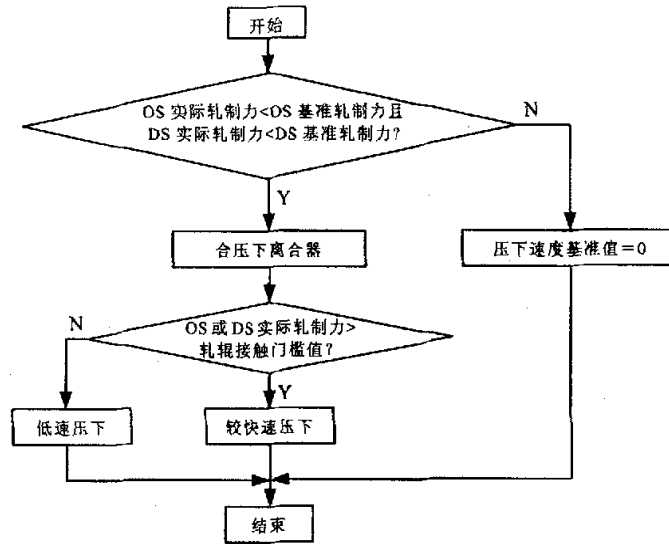 开始
OS 实际轧制力<OS 基准轧制力且
DS 实际轧制力<DS 基准轧制力?
N
Y
合压下离合器
压下速度基准值=0
OS 或 DS 实际轧制力>
轧辊接触门槛值?
N
Y
低速压下
较快速压下
结束